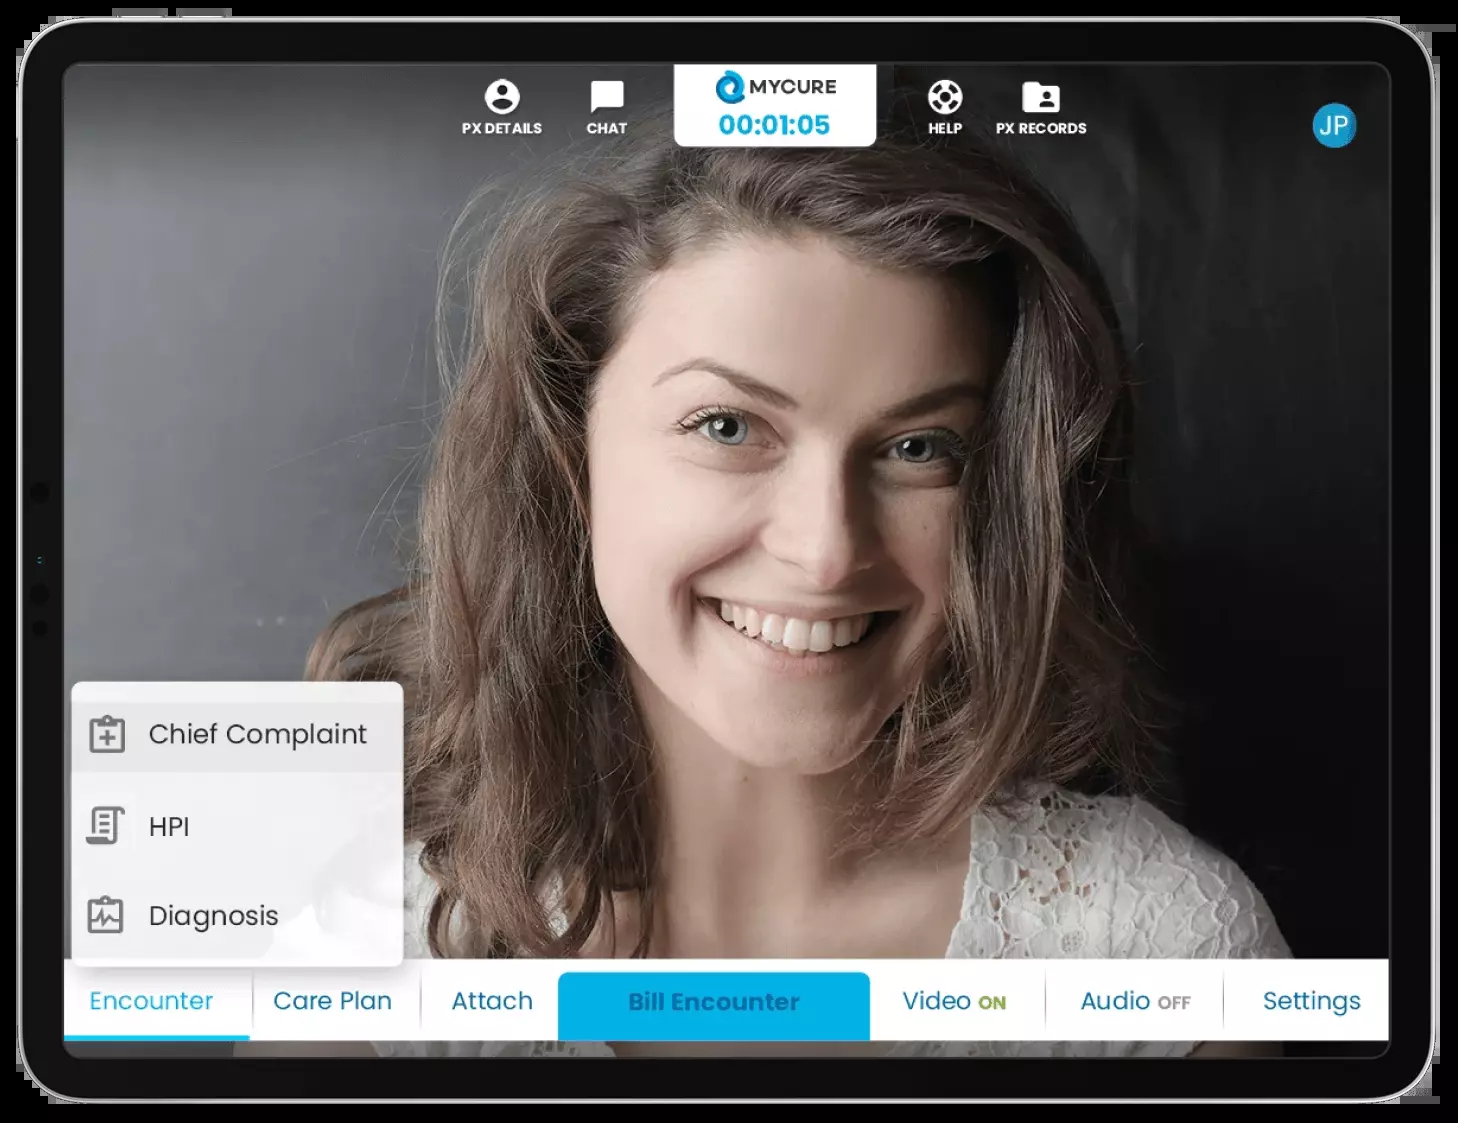 PX DETAILS
CHAT
MYCURE
00:01:05
HELP
PX RECORDS
JP
Chief Complaint
HPI
Diagnosis
Encounter
Care Plan
Attach
Bill Encounter
Video ON
Audio OFF
Settings